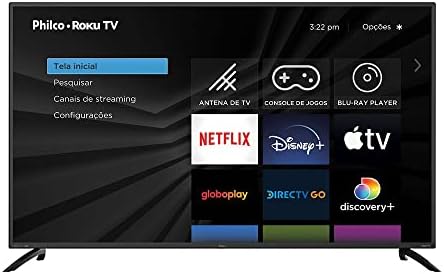 Philco • Roku TV
3:22 pm
Opções ✱
Tela inicial
Pesquisar
Canais de streaming
Configurações
ANTENA DE TV
CONSOLE DE JOGOS
BLU-RAY PLAYER
NETFLIX
Disney+
tv
globoplay
DIRECTV GO
discovery+